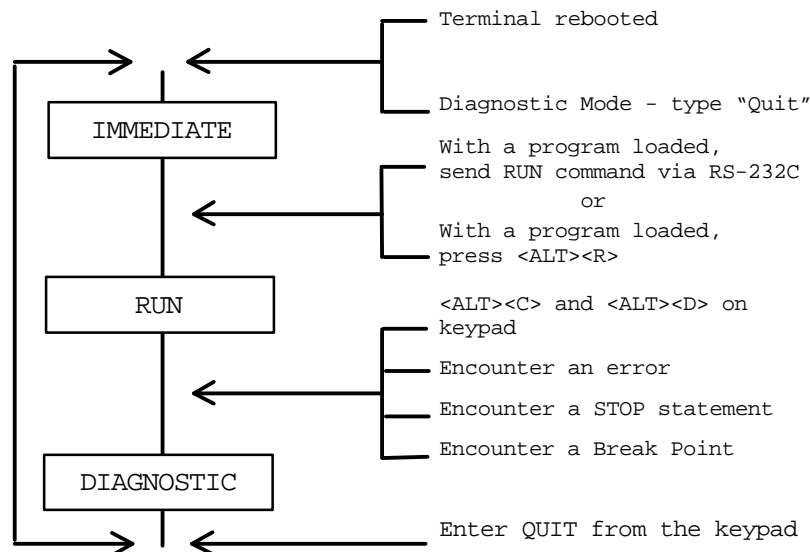 Terminal rebooted
Diagnostic Mode - type “Quit”
IMMEDIATE
With a program loaded,
send RUN command via RS-232C
or
With a program loaded,
press <ALT><R>
RUN
<ALT><C> and <ALT><D> on
keypad
Encounter an error
Encounter a STOP statement
Encounter a Break Point
DIAGNOSTIC
Enter QUIT from the keypad